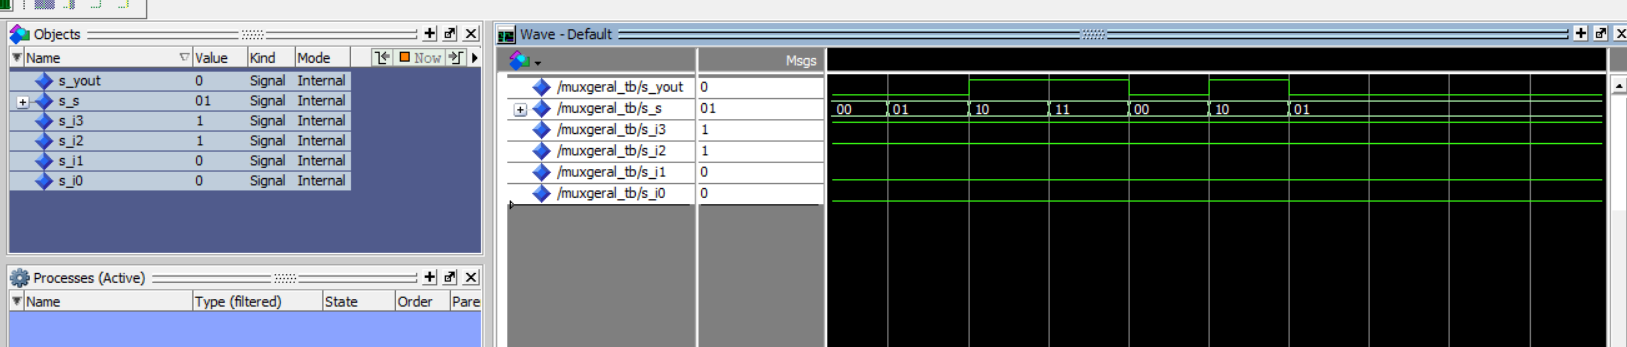 Objects
Name Value Kind Mode Now
s_yout 0 Signal Internal
s_s 01 Signal Internal
s_i3 1 Signal Internal
s_i2 1 Signal Internal
s_i1 0 Signal Internal
s_i0 0 Signal Internal
Processes (Active)
Name Type (filtered) State Order Pare
Wave - Default
Msgs
/muxgeral_tb/s_yout 0
/muxgeral_tb/s_s 01 00 01 10 11 00 10 01
/muxgeral_tb/s_i3 1
/muxgeral_tb/s_i2 1
/muxgeral_tb/s_i1 0
/muxgeral_tb/s_i0 0